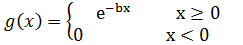 g(x) = { e^{-bx} x ≥ 0
0 x < 0